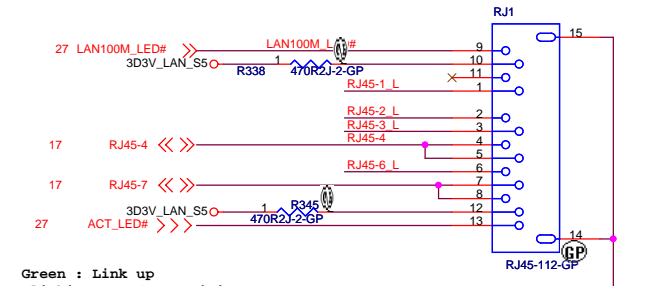 RJ1
15
27 LAN100M_LED# LAN100M_L #
9
3D3V_LAN_S5 R338 1 470R2J-2-GP
10
11
RJ45-1_L 1
RJ45-2_L 2
RJ45-3_L 3
17 RJ45-4 RJ45-4 4
5
RJ45-6_L 6
17 RJ45-7 7
8
3D3V_LAN_S5 1 R345 470R2J-2-GP
12
27 ACT_LED# 13
14
GP
RJ45-112-GP
Green : Link up